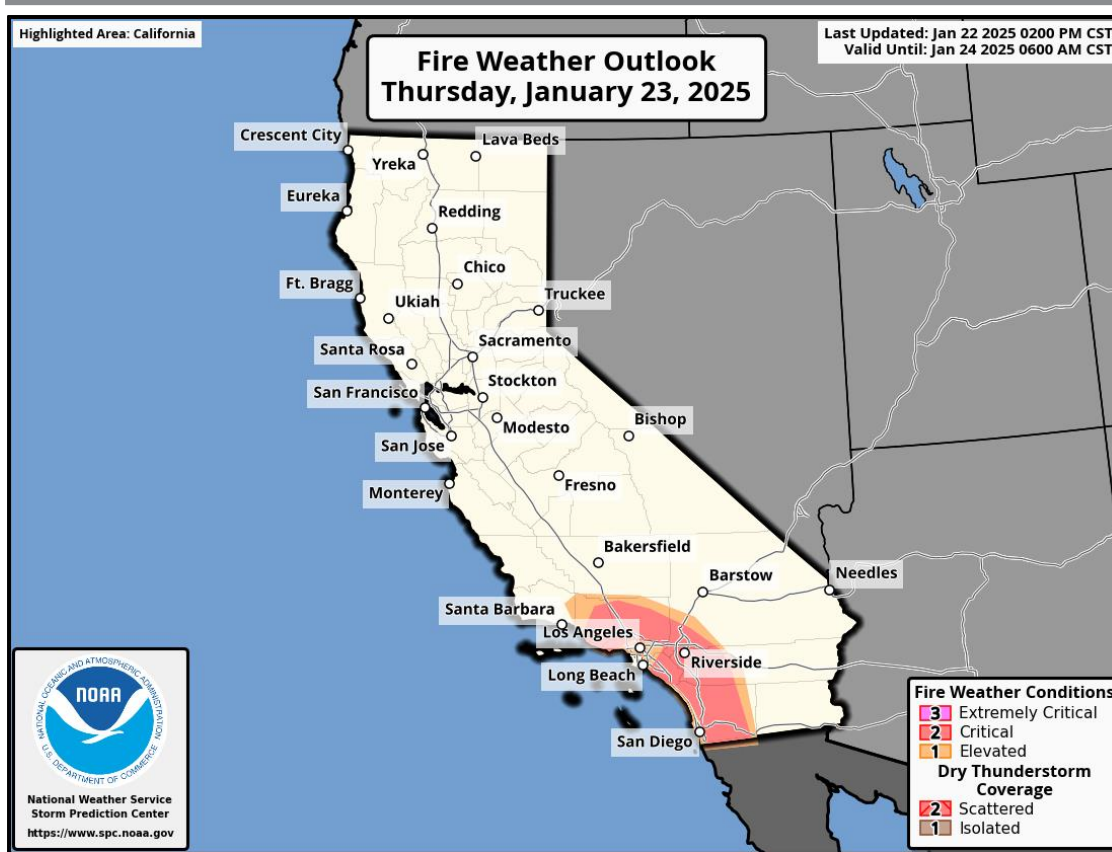 Highlighted Area: California
Last Updated: Jan 22 2025 0200 PM CST
Valid Until: Jan 24 2025 0600 AM CST
Fire Weather Outlook
Thursday, January 23, 2025
Crescent City
Yreka
Lava Beds
Eureka
Redding
Chico
Ft. Bragg
Ukiah
Truckee
Santa Rosa
Sacramento
San Francisco
Stockton
Modesto
Bishop
San Jose
Fresno
Monterey
Bakersfield
Barstow
Needles
Santa Barbara
Los Angeles
Riverside
Long Beach
San Diego
NATIONAL OCEANIC AND ATMOSPHERIC ADMINISTRATION
NOAA
U.S. DEPARTMENT OF COMMERCE
National Weather Service
Storm Prediction Center
https://www.spc.noaa.gov
Fire Weather Conditions
3 Extremely Critical
2 Critical
1 Elevated
Dry Thunderstorm
Coverage
2 Scattered
1 Isolated